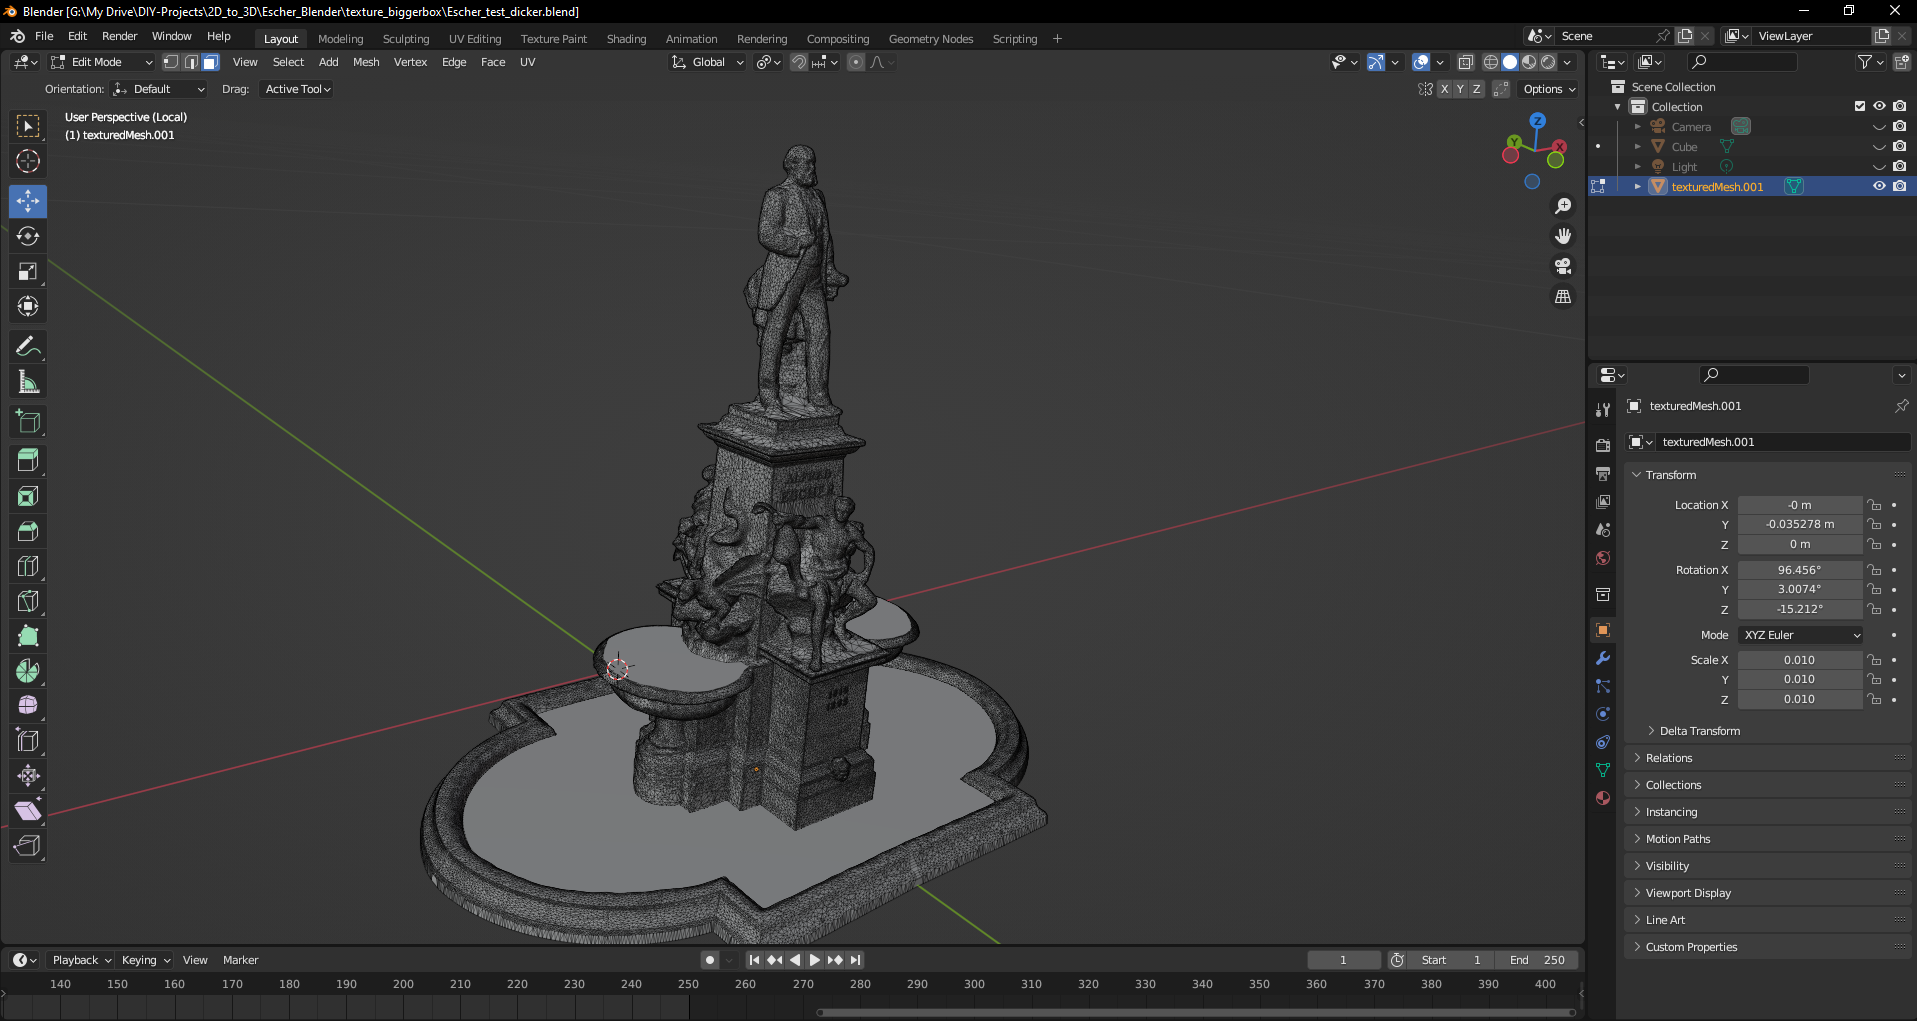 Blender [G:\My Drive\DIY-Projects\2D_to_3D\Escher_Blender\texture_biggerbox\Escher_test_dicker.blend]
File Edit Render Window Help Layout Modeling Sculpting UV Editing Texture Paint Shading Animation Rendering Compositing Geometry Nodes Scripting + Scene ViewLayer
Edit Mode View Select Add Mesh Vertex Edge Face UV Global
Orientation: Default Drag: Active Tool X Y Z Options
User Perspective (Local)
(1) texturedMesh.001
Z
Y X
ALFRED
ESCHER
Scene Collection
Collection
Camera
Cube
Light
texturedMesh.001
texturedMesh.001
texturedMesh.001
Transform
Location X -0 m
Y -0.035278 m
Z 0 m
Rotation X 96.456°
Y 3.0074°
Z -15.212°
Mode XYZ Euler
Scale X 0.010
Y 0.010
Z 0.010
Delta Transform
Relations
Collections
Instancing
Motion Paths
Visibility
Viewport Display
Line Art
Custom Properties
Playback Keying View Marker 1 Start 1 End 250
140 150 160 170 180 190 200 210 220 230 240 250 260 270 280 290 300 310 320 330 340 350 360 370 380 390 400